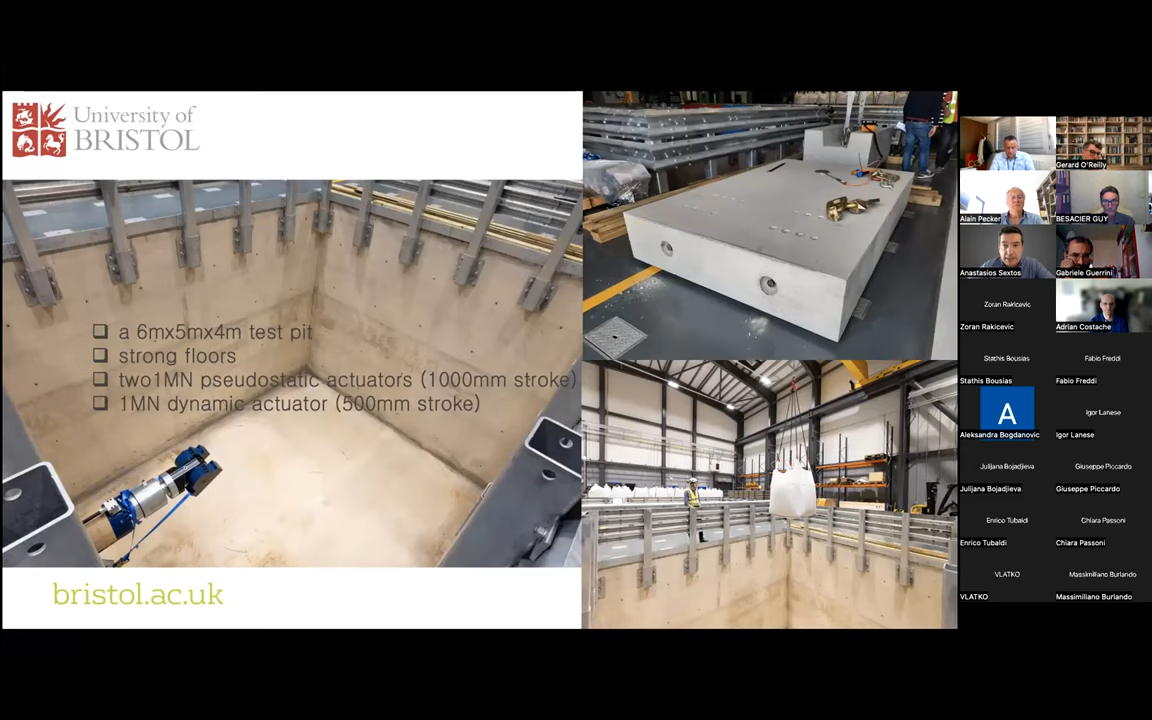 University of
BRISTOL
❑ a 6mx5mx4m test pit
❑ strong floors
❑ two1MN pseudostatic actuators (1000mm stroke)
❑ 1MN dynamic actuator (500mm stroke)
bristol.ac.uk
Gerard O'Reilly
Alain Pecker
BESACIER GUY
Anastasios Sextos
Gabriele Guerrini
Zoran Rakicevic
Zoran Rakicevic
Adrian Costache
Stathis Bousias
Fabio Freddi
Stathis Bousias
Fabio Freddi
A
Igor Lanese
Aleksandra Bogdanovic
Igor Lanese
Julijana Bojadjieva
Giuseppe Piccardo
Julijana Bojadjieva
Giuseppe Piccardo
Enrico Tubaldi
Chiara Passoni
Enrico Tubaldi
Chiara Passoni
VLATKO
Massimiliano Burlando
VLATKO
Massimiliano Burlando